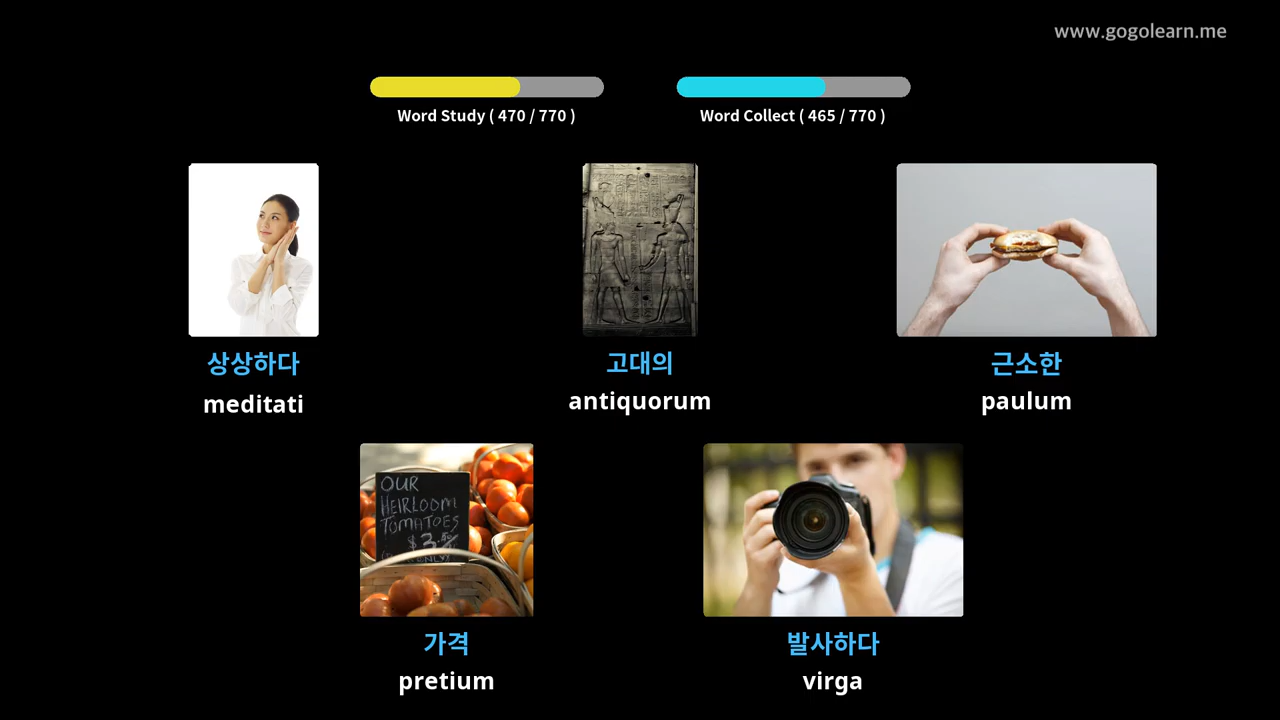 www.gogolearn.me
Word Study ( 470 / 770 )
Word Collect ( 465 / 770 )
상상하다
meditati
고대의
antiquorum
근소한
paulum
OUR
HEIRLOOM
TOMATOES
가격
pretium
발사하다
virga